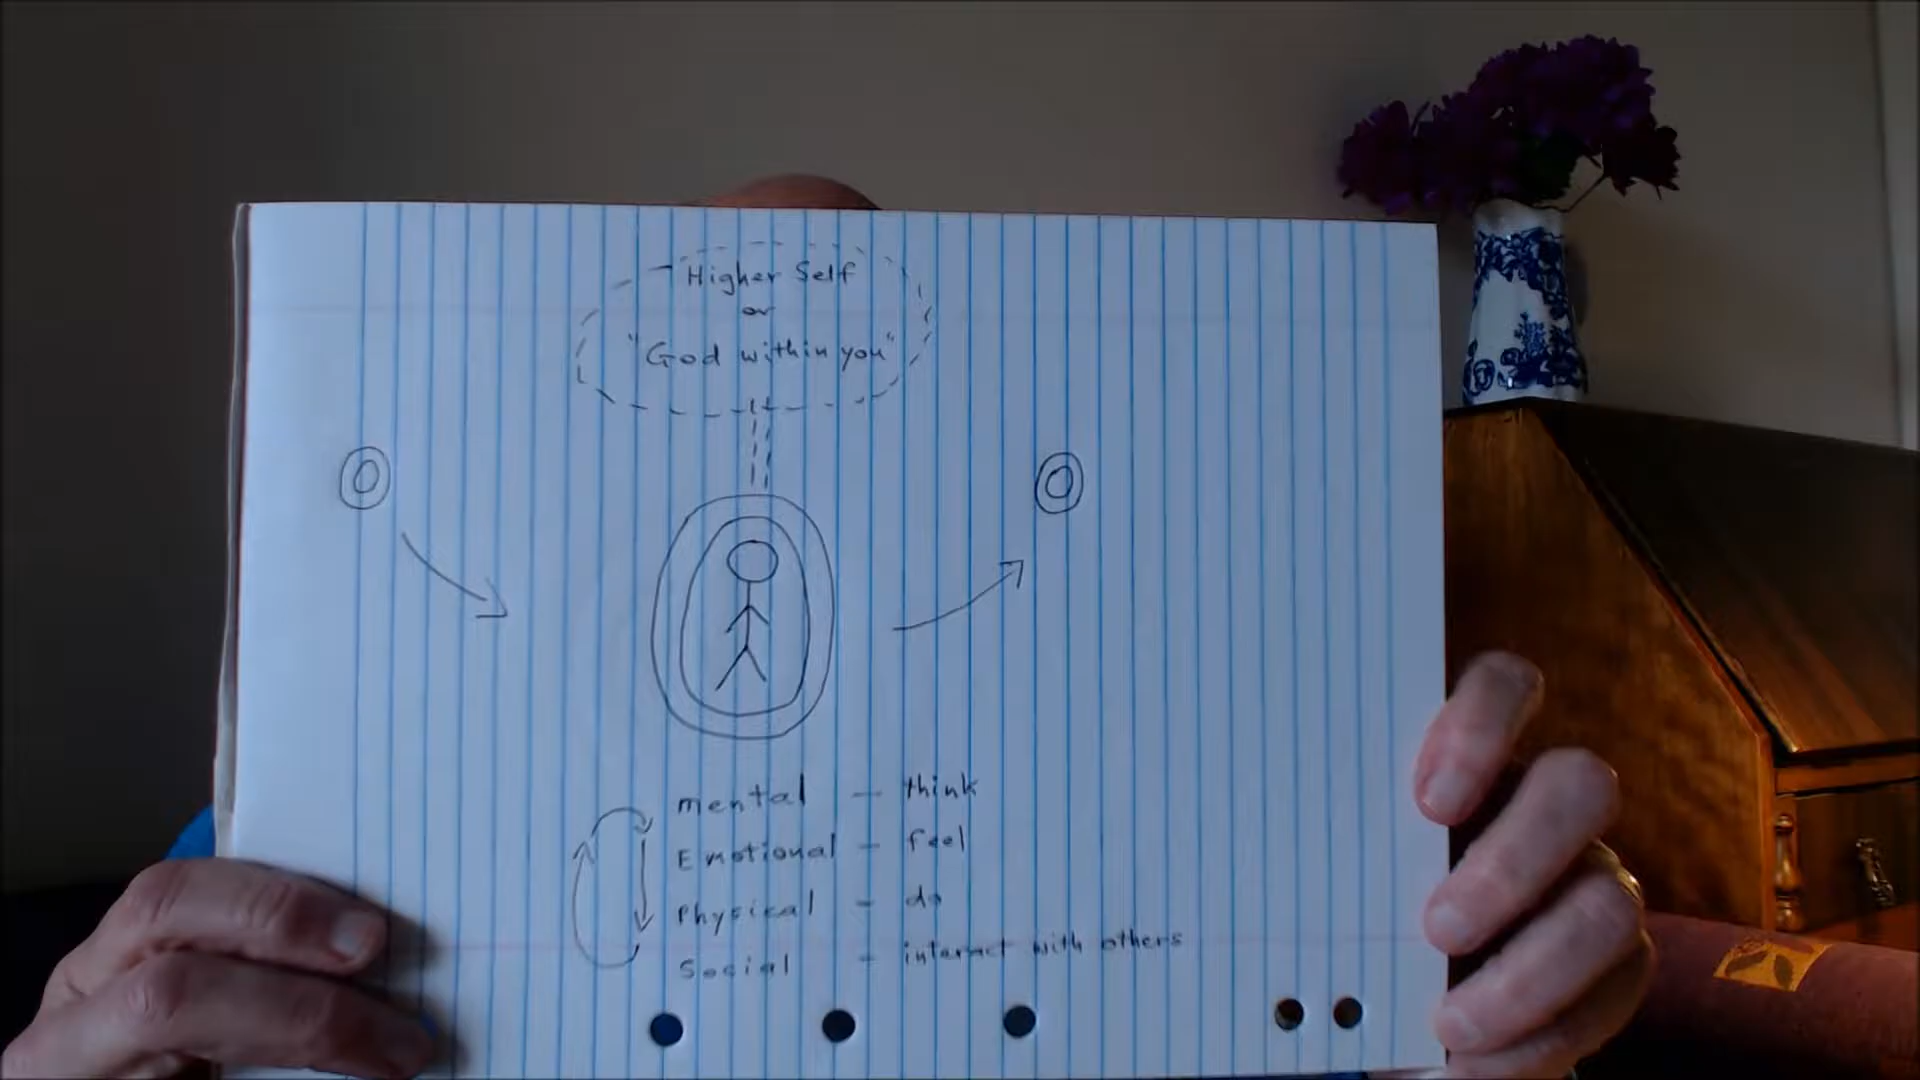 Higher Self
or
"God within you"
mental - think
Emotional - feel
Physical - do
Social - interact with others